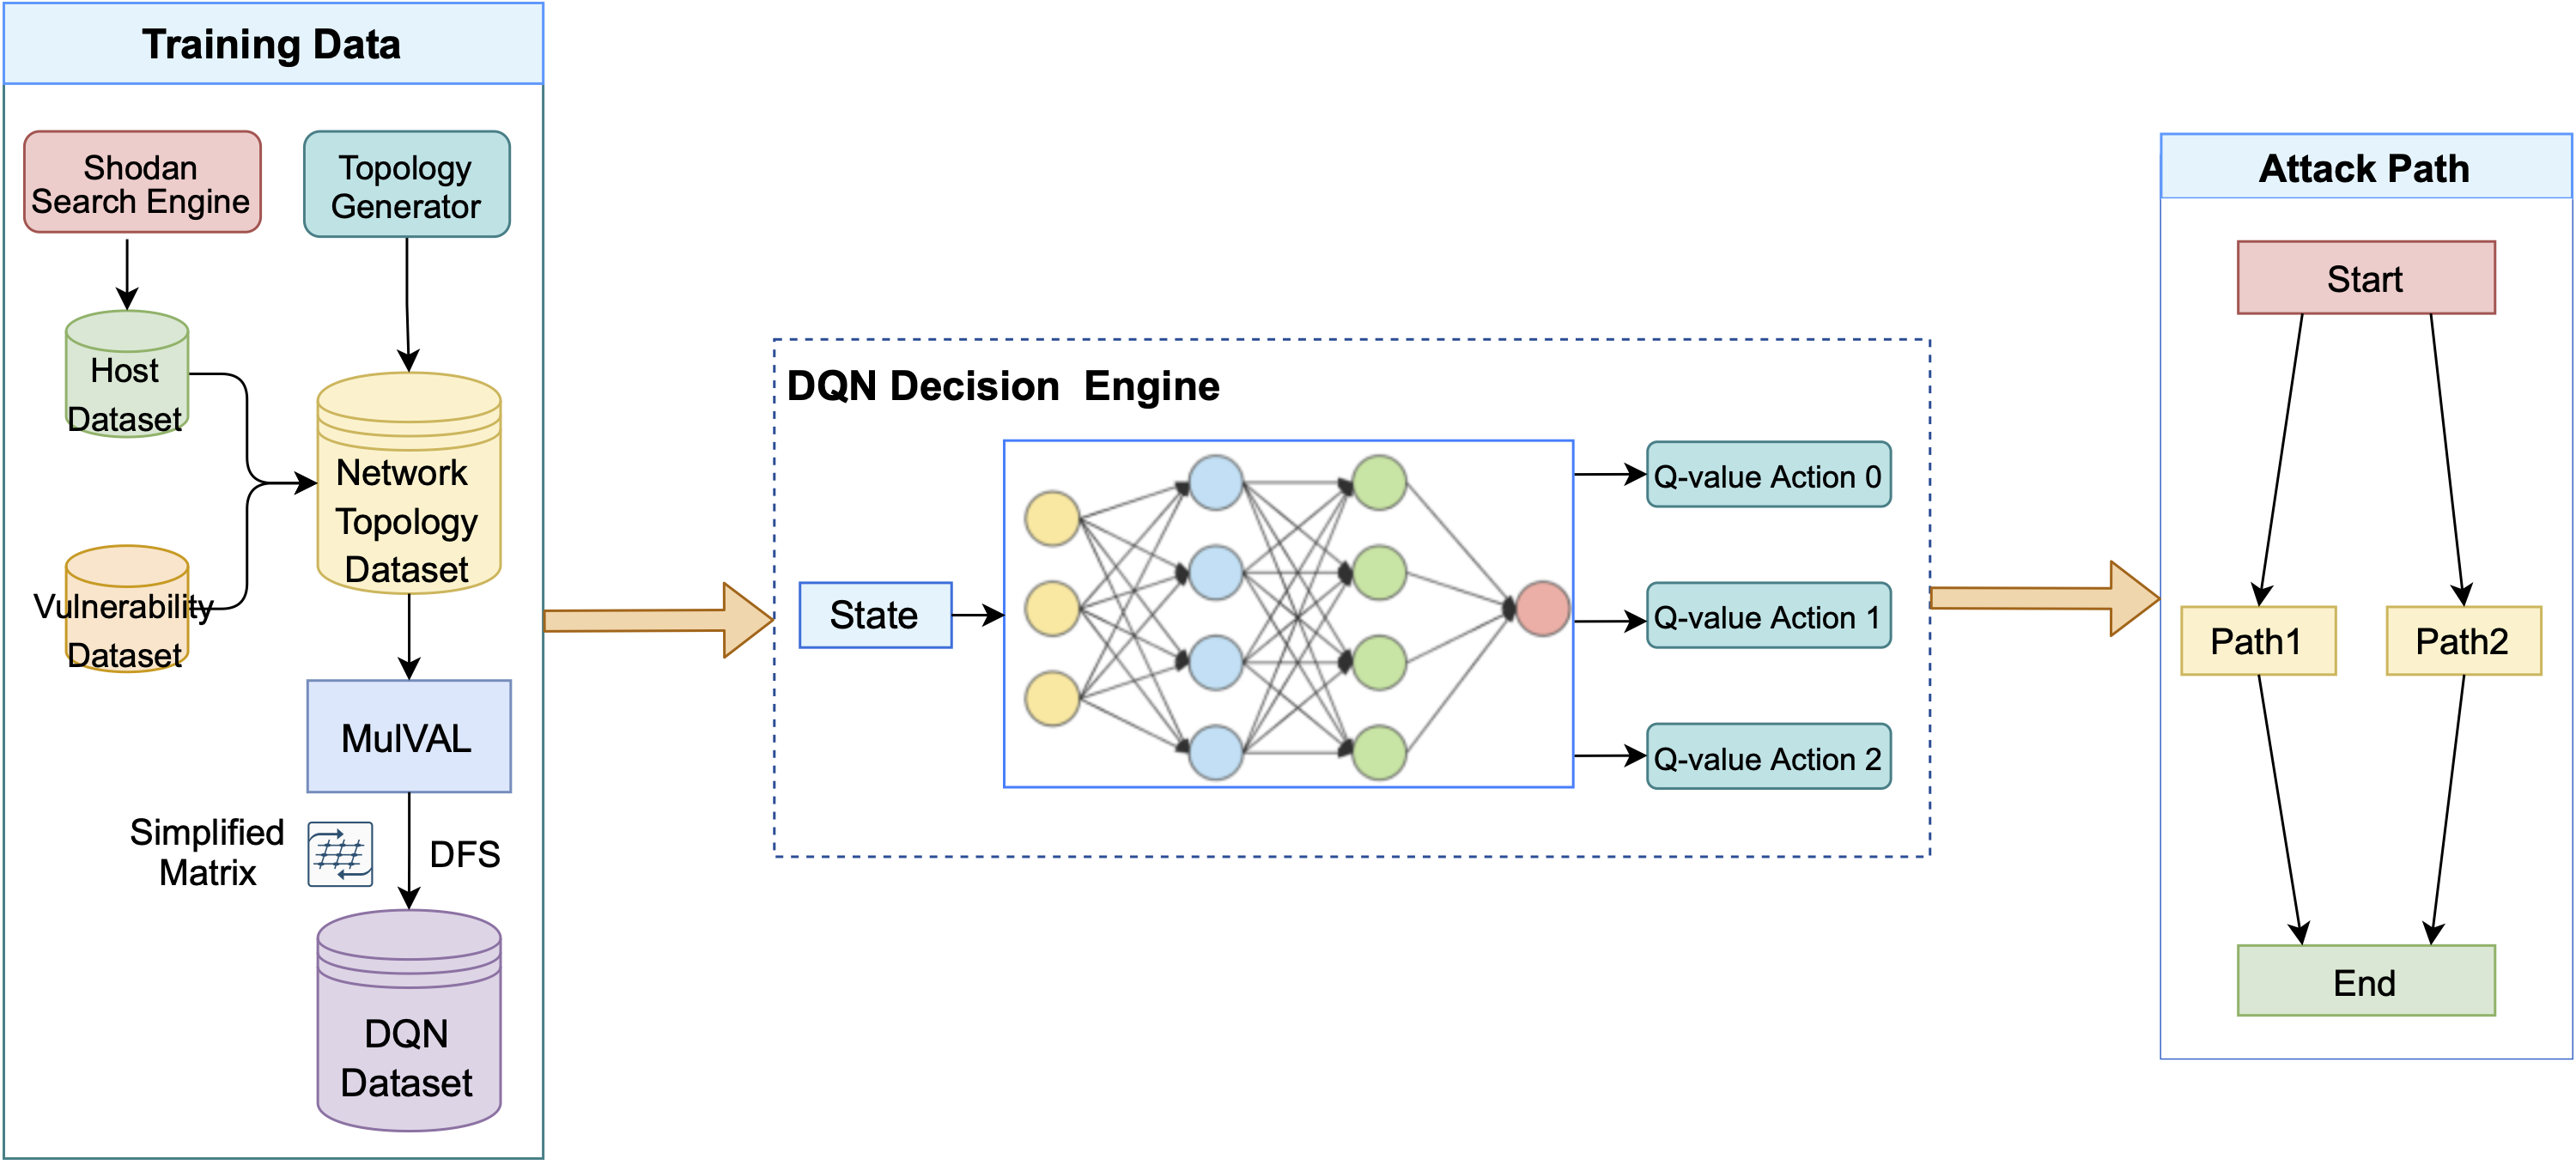 Training Data
Shodan
Search Engine
Topology
Generator
Host
Dataset
Network
Topology
Dataset
Vulnerability
Dataset
MulVAL
Simplified
Matrix
DFS
DQN
Dataset
DQN Decision Engine
State
Q-value Action 0
Q-value Action 1
Q-value Action 2
Attack Path
Start
Path1
Path2
End